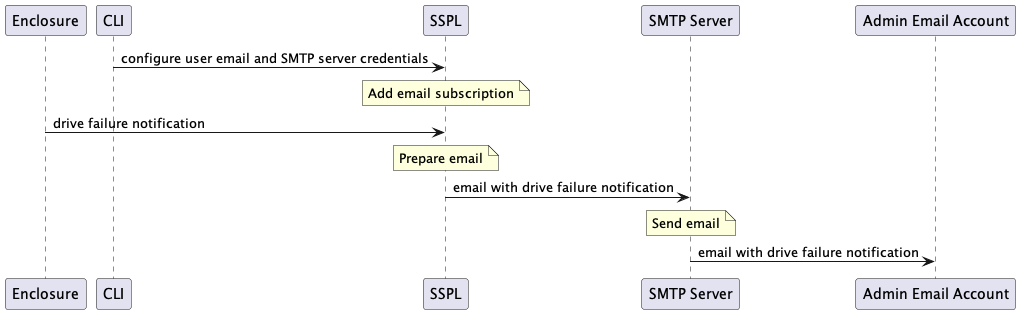 Enclosure
CLI
SSPL
SMTP Server
Admin Email Account
configure user email and SMTP server credentials
Add email subscription
drive failure notification
Prepare email
email with drive failure notification
Send email
email with drive failure notification
Enclosure
CLI
SSPL
SMTP Server
Admin Email Account